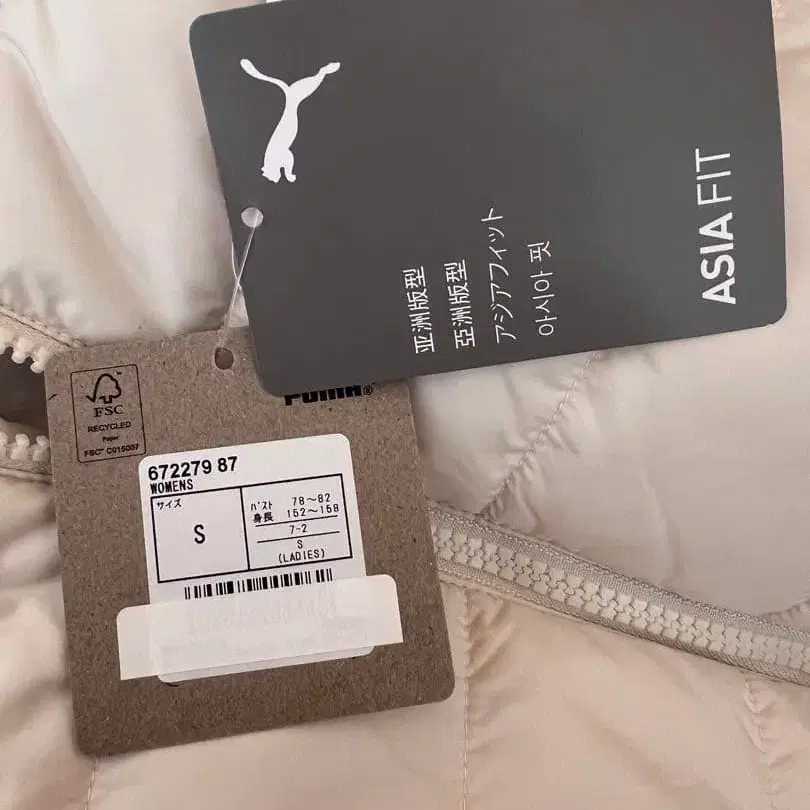 ASIA FIT
亚洲版型
亞洲版型
アジアフィット
아시아 핏
PUMA®
FSC
RECYCLED
Paper
FSC® C015007
672279 87
WOMENS
サイズ
S
バスト 78〜82
身長 152〜158
7-2
S
(LADIES)